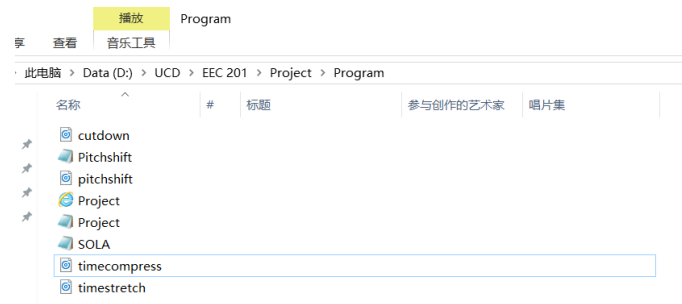 播放 Program
享 查看 音乐工具
此电脑 > Data (D:) > UCD > EEC 201 > Project > Program
名称 # 标题 参与创作的艺术家 唱片集
cutdown
Pitchshift
pitchshift
Project
Project
SOLA
timecompress
timestretch